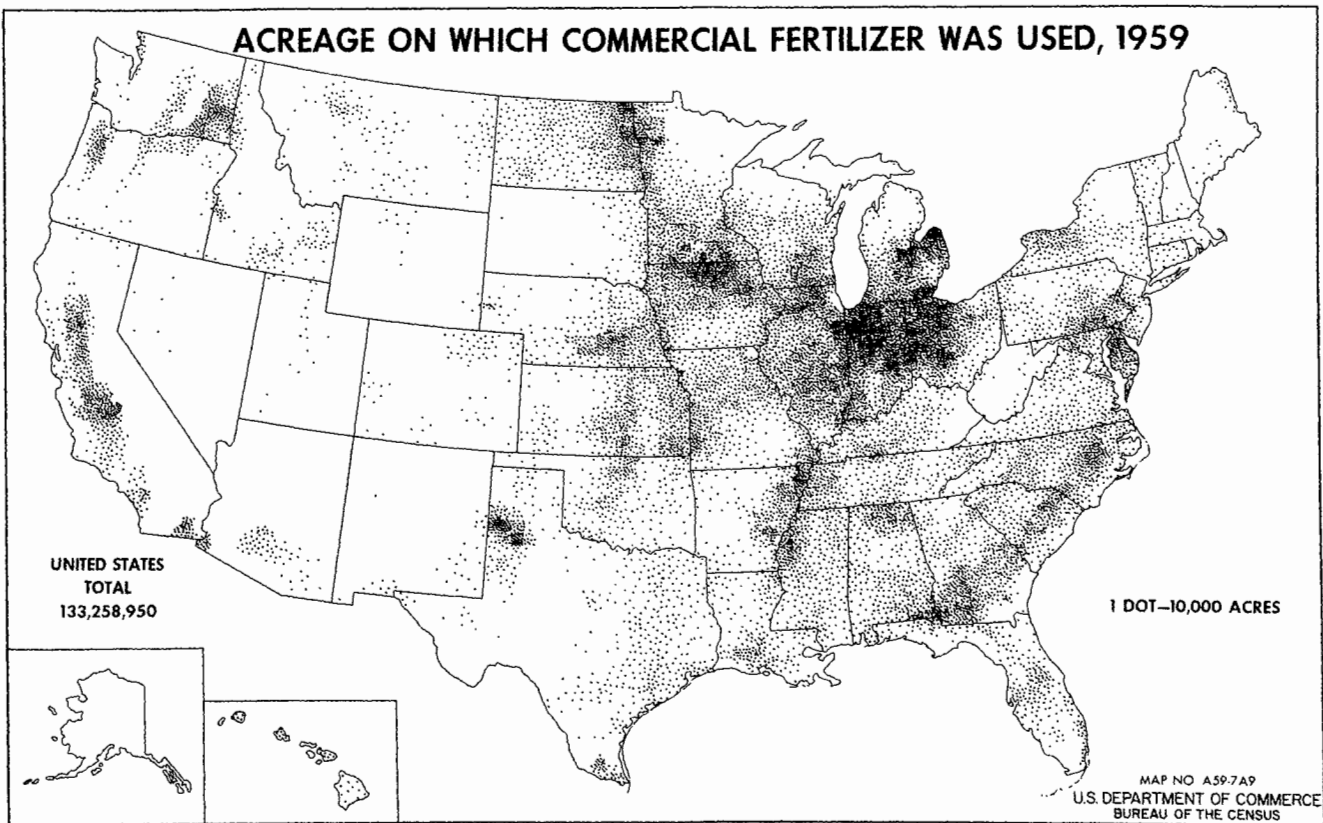 ACREAGE ON WHICH COMMERCIAL FERTILIZER WAS USED, 1959
UNITED STATES
TOTAL
133,258,950
1 DOT—10,000 ACRES
MAP NO A59-7A9
U.S. DEPARTMENT OF COMMERCE
BUREAU OF THE CENSUS